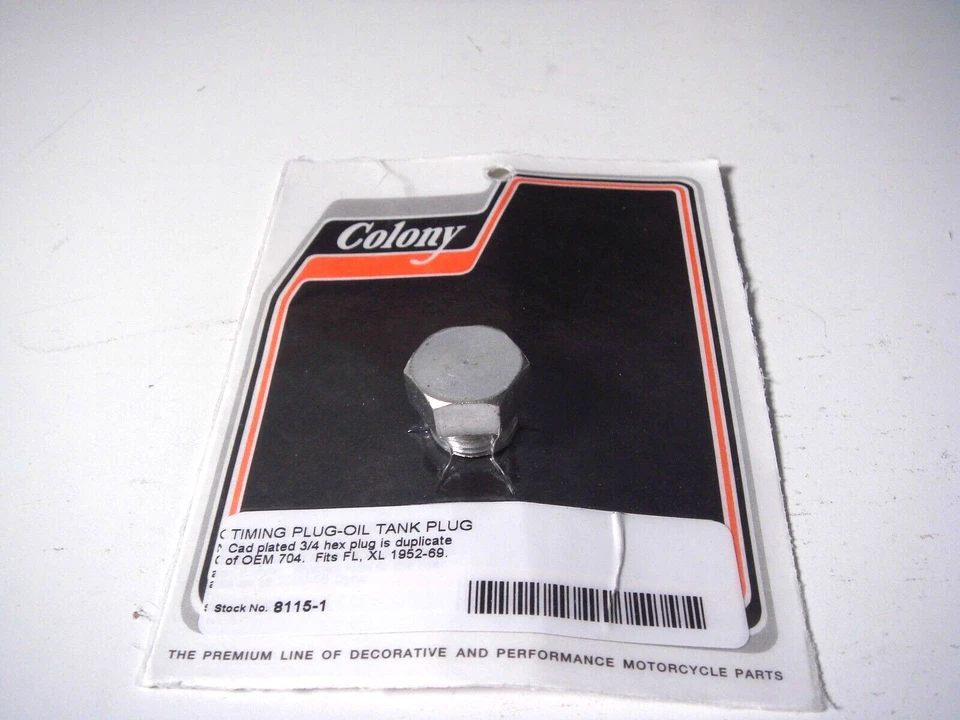 Colony
TIMING PLUG-OIL TANK PLUG
Cad plated 3/4 hex plug is duplicate
of OEM 704. Fits FL, XL 1952-69.
Stock No. 8115-1
THE PREMIUM LINE OF DECORATIVE AND PERFORMANCE MOTORCYCLE PARTS